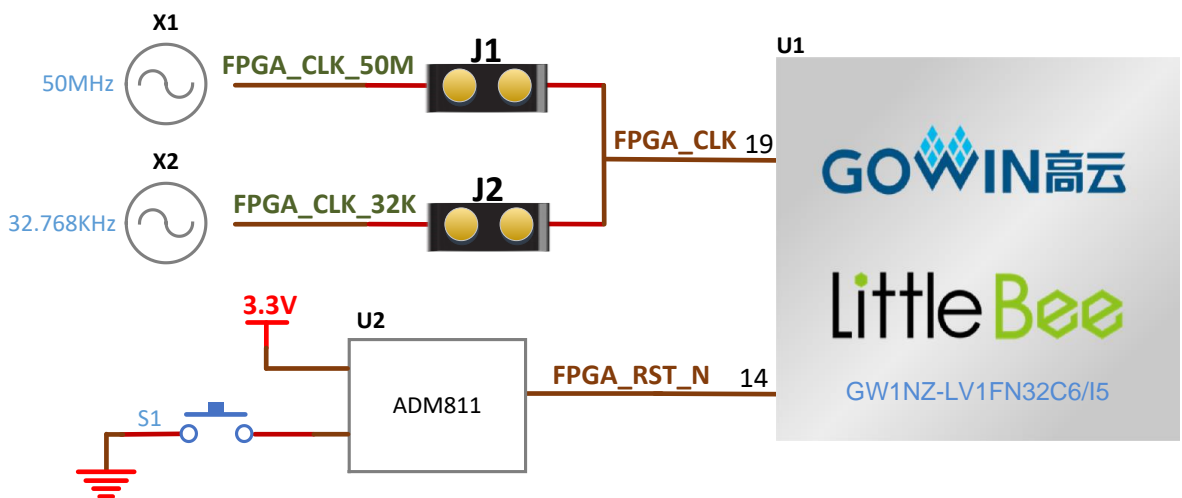 X1
50MHz
FPGA_CLK_50M
J1
X2
32.768KHz
FPGA_CLK_32K
J2
FPGA_CLK 19
U1
GOWIN高云
LittleBee
GW1NZ-LV1FN32C6/I5
3.3V
U2
ADM811
S1
FPGA_RST_N 14